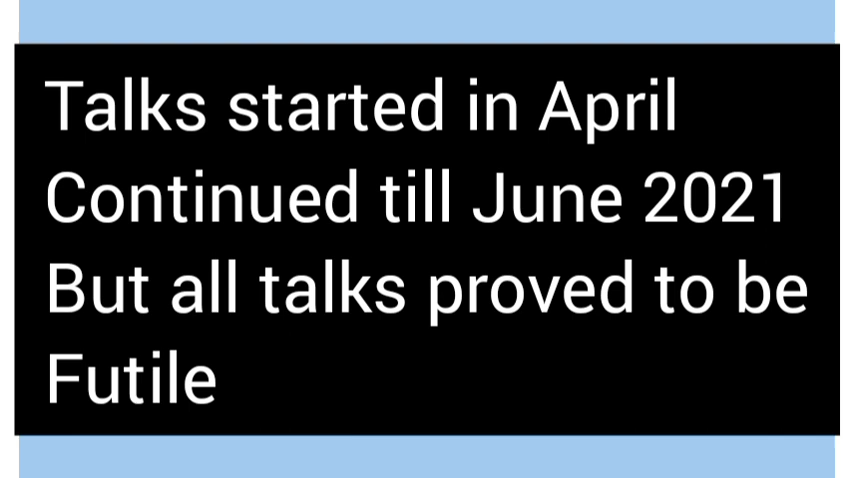 Talks started in April
Continued till June 2021
But all talks proved to be
Futile